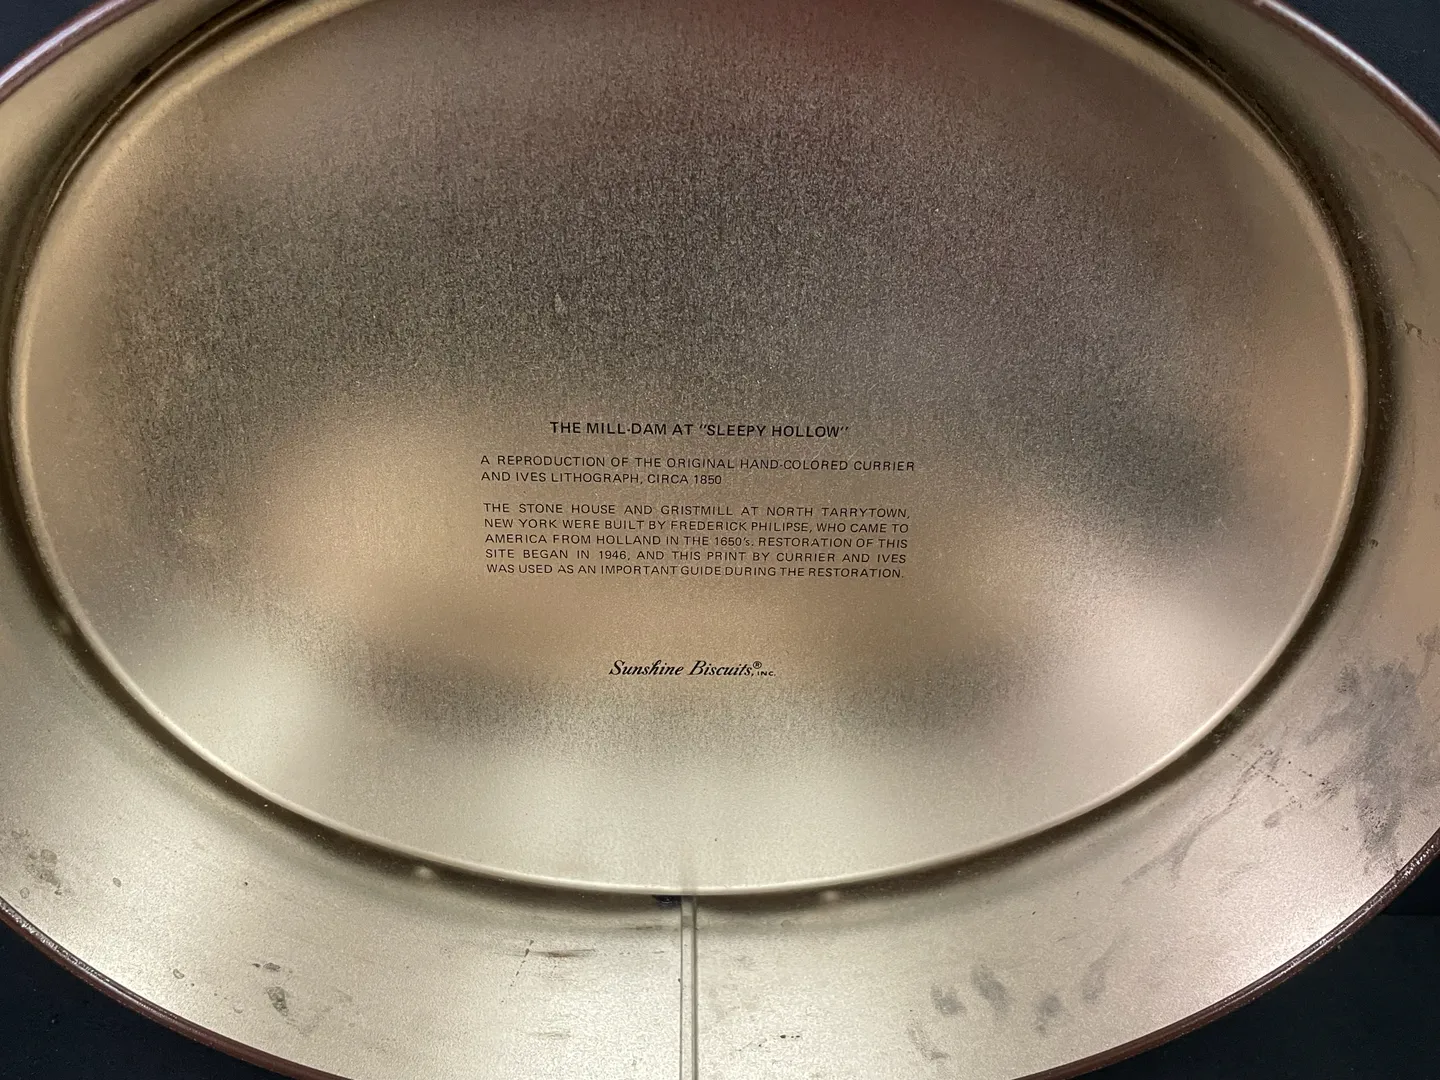 THE MILL-DAM AT "SLEEPY HOLLOW"
A REPRODUCTION OF THE ORIGINAL HAND-COLORED CURRIER
AND IVES LITHOGRAPH, CIRCA 1850
THE STONE HOUSE AND GRISTMILL AT NORTH TARRYTOWN,
NEW YORK WERE BUILT BY FREDERICK PHILIPSE, WHO CAME TO
AMERICA FROM HOLLAND IN THE 1650's. RESTORATION OF THIS
SITE BEGAN IN 1946, AND THIS PRINT BY CURRIER AND IVES
WAS USED AS AN IMPORTANT GUIDE DURING THE RESTORATION.
Sunshine Biscuits,® INC.